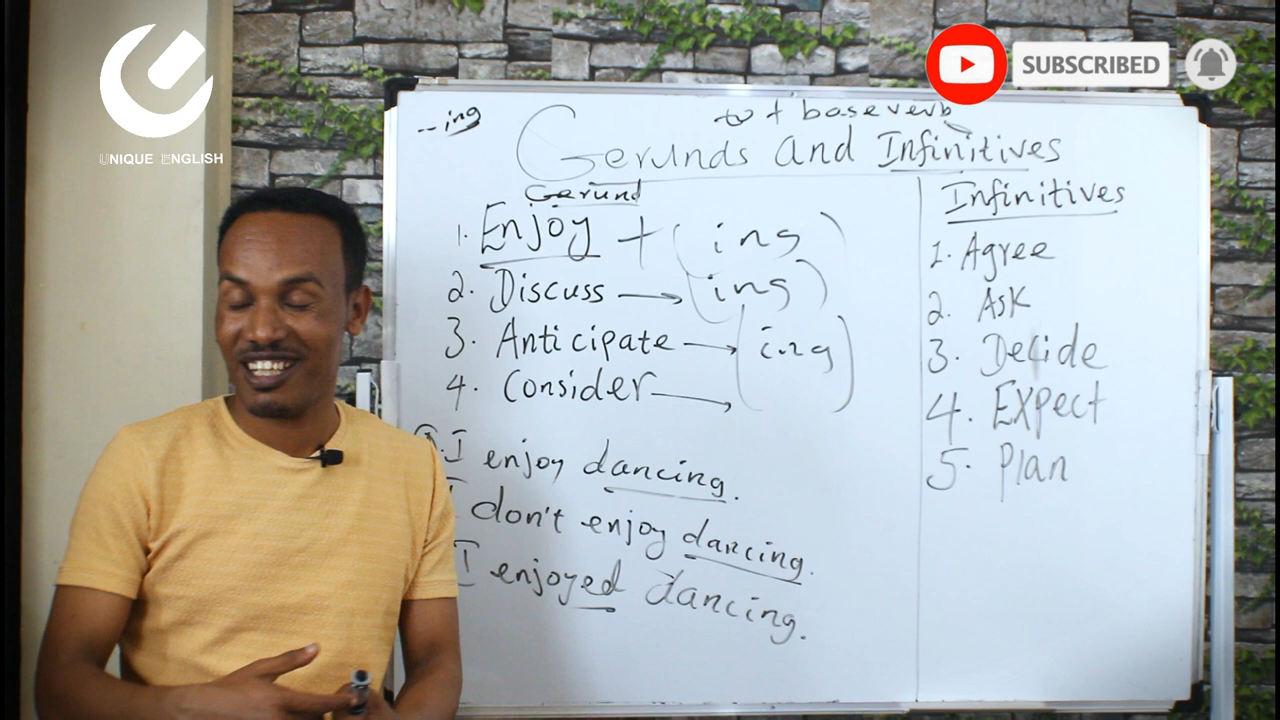 UNIQUE ENGLISH
SUBSCRIBED
--ing
to + base verb
Gerunds and Infinitives
Gerund
1. Enjoy + (ing)
2. Discuss → (ing)
3. Anticipate → (ing)
4. Consider →
I enjoy dancing.
I don't enjoy dancing.
I enjoyed dancing.
Infinitives
1. Agree
2. Ask
3. Decide
4. Expect
5. Plan